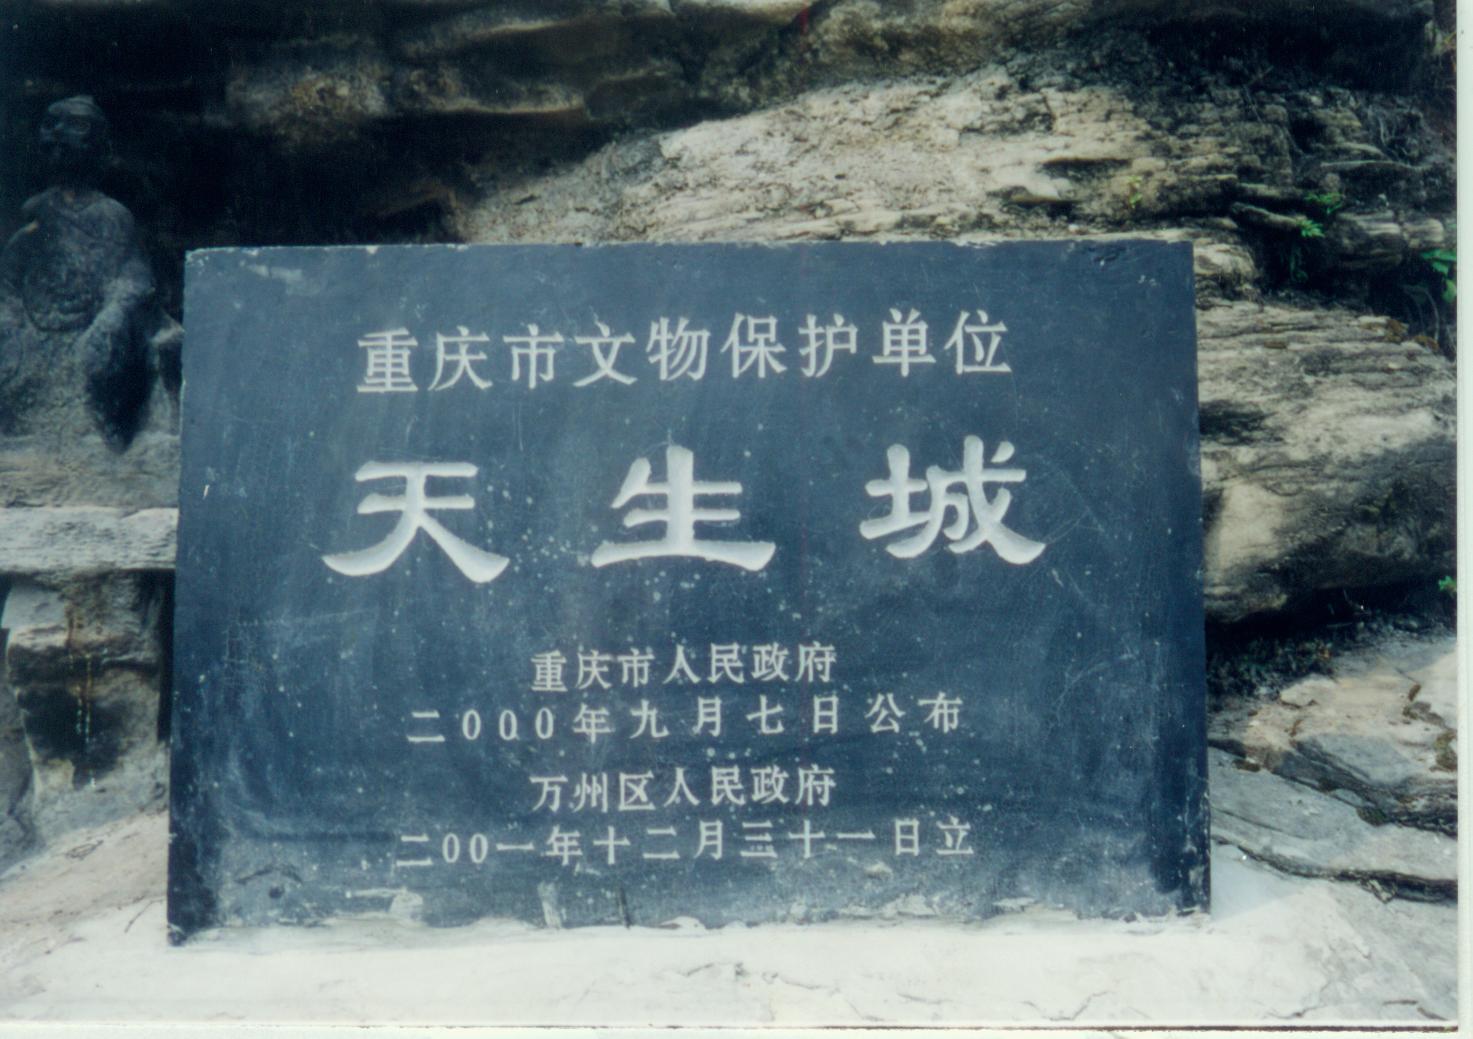 重庆市文物保护单位
天生城
重庆市人民政府
二000年九月七日公布
万州区人民政府
二00一年十二月三十一日立